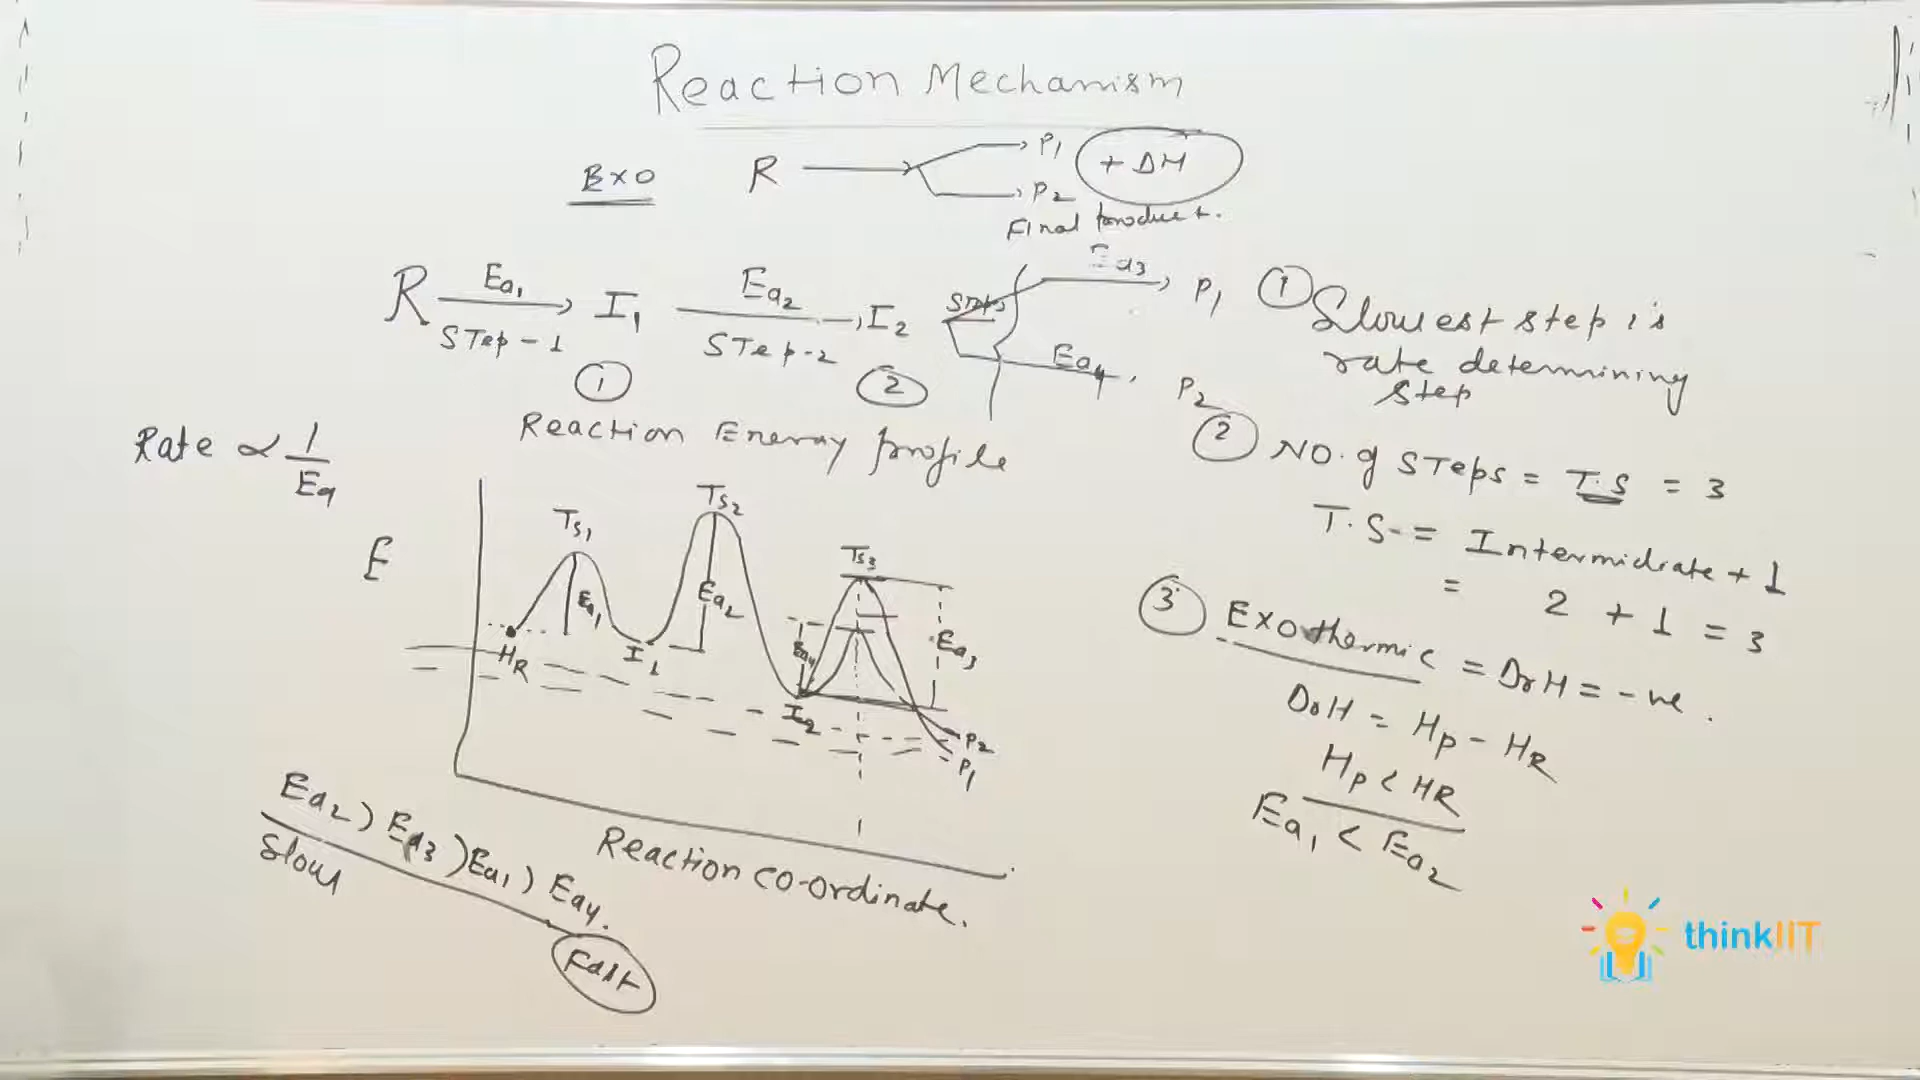 Reaction Mechanism
Exo R P1 + ΔH
P2
Final product.
R Ea1 I1 Ea2 I2 Step3 Ea3 P1
STep-1 STep-2 Ea4 P2
① ②
① Slowest step is
rate determining
step
Rate ∝ 1/Ea
Reaction Energy profile
② NO. of STeps = T.S = 3
T.S- = Intermidiate + 1
= 2 + 1 = 3
E
Ts1 Ts2 Ts3
Ea1 Ea2 Ea4 Ea3
HR I1 I2 P2
P1
Reaction co-ordinate.
③ Exothermic = ΔrH = -ve.
ΔrH = Hp - HR
Hp < HR
Ea1 < Ea2
Ea2 > Ea3 > Ea1 > Ea4.
Slow
Fast
thinkIIT